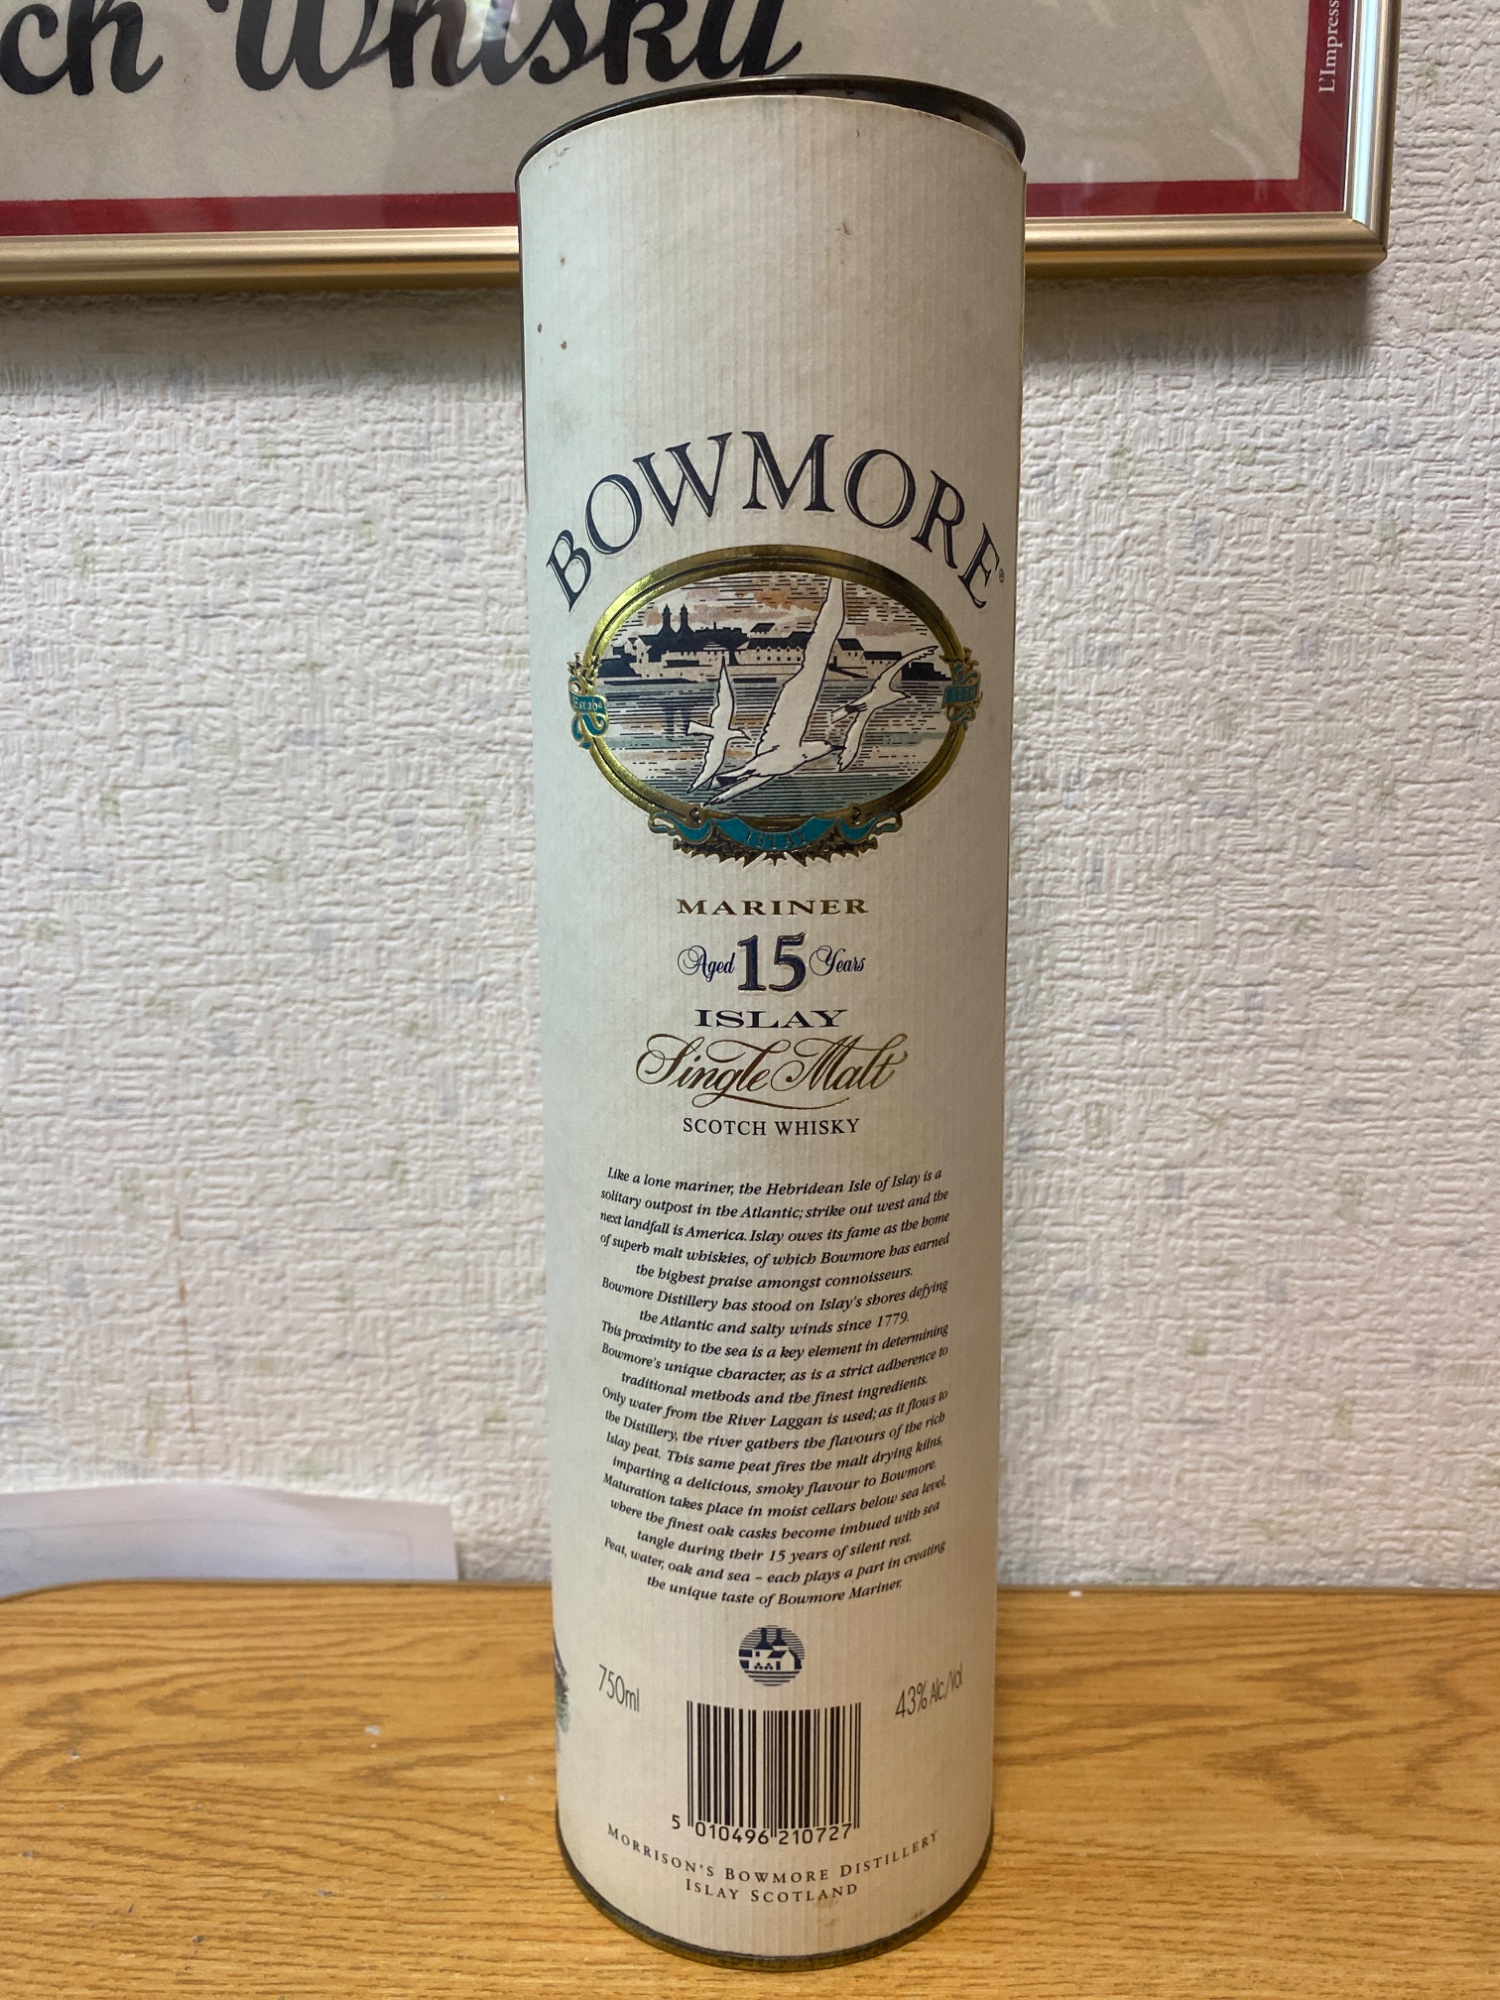 ch Whisky
L'Impress
BOWMORE®
ISLAY
MARINER
Aged 15 Years
ISLAY
Single Malt
SCOTCH WHISKY
Like a lone mariner, the Hebridean Isle of Islay is a
solitary outpost in the Atlantic; strike out west and the
next landfall is America. Islay owes its fame as the home
of superb malt whiskies, of which Bowmore has earned
the highest praise amongst connoisseurs.
Bowmore Distillery has stood on Islay's shores defying
the Atlantic and salty winds since 1779.
This proximity to the sea is a key element in determining
Bowmore's unique character, as is a strict adherence to
traditional methods and the finest ingredients.
Only water from the River Laggan is used; as it flows to
the Distillery, the river gathers the flavours of the rich
Islay peat. This same peat fires the malt drying kilns,
imparting a delicious, smoky flavour to Bowmore.
Maturation takes place in moist cellars below sea level,
where the finest oak casks become imbued with sea
tangle during their 15 years of silent rest.
Peat, water, oak and sea – each plays a part in creating
the unique taste of Bowmore Mariner.
750ml
43% Alc/Vol
5 010496 210727
MORRISON'S BOWMORE DISTILLERY
ISLAY SCOTLAND